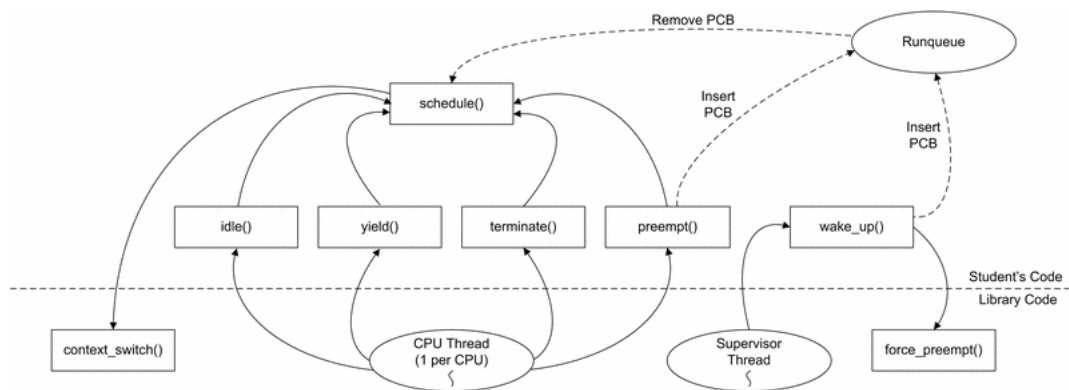 Remove PCB
Runqueue
schedule()
Insert
PCB
Insert
PCB
idle()
yield()
terminate()
preempt()
wake_up()
Student's Code
Library Code
context_switch()
CPU Thread
(1 per CPU)
Supervisor
Thread
force_preempt()